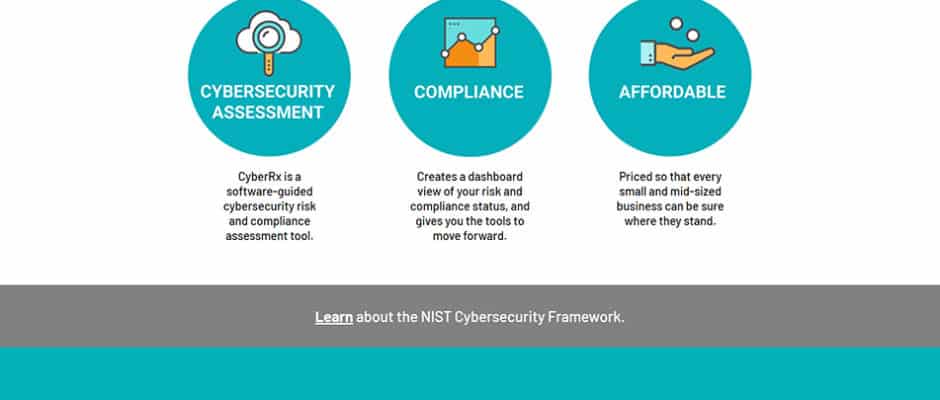 CYBERSECURITY
ASSESSMENT
CyberRx is a
software-guided
cybersecurity risk
and compliance
assessment tool.
COMPLIANCE
Creates a dashboard
view of your risk and
compliance status, and
gives you the tools to
move forward.
AFFORDABLE
Priced so that every
small and mid-sized
business can be sure
where they stand.
Learn about the NIST Cybersecurity Framework.